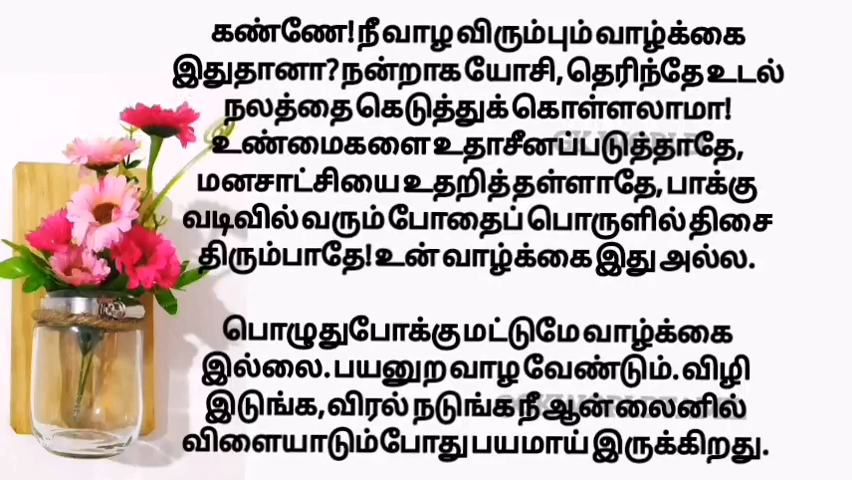 கண்ணே! நீ வாழ விரும்பும் வாழ்க்கை
இதுதானா? நன்றாக யோசி, தெரிந்தே உடல்
நலத்தை கெடுத்துக் கொள்ளலாமா!
உண்மைகளை உதாசீனப்படுத்தாதே,
மனசாட்சியை உதறித் தள்ளாதே, பாக்கு
வடிவில் வரும் போதைப் பொருளில் திசை
திரும்பாதே! உன் வாழ்க்கை இது அல்ல.
பொழுதுபோக்கு மட்டுமே வாழ்க்கை
இல்லை. பயனுற வாழ வேண்டும். விழி
இடுங்க, விரல் நடுங்க நீ ஆன் லைனில்
விளையாடும்போது பயமாய் இருக்கிறது.